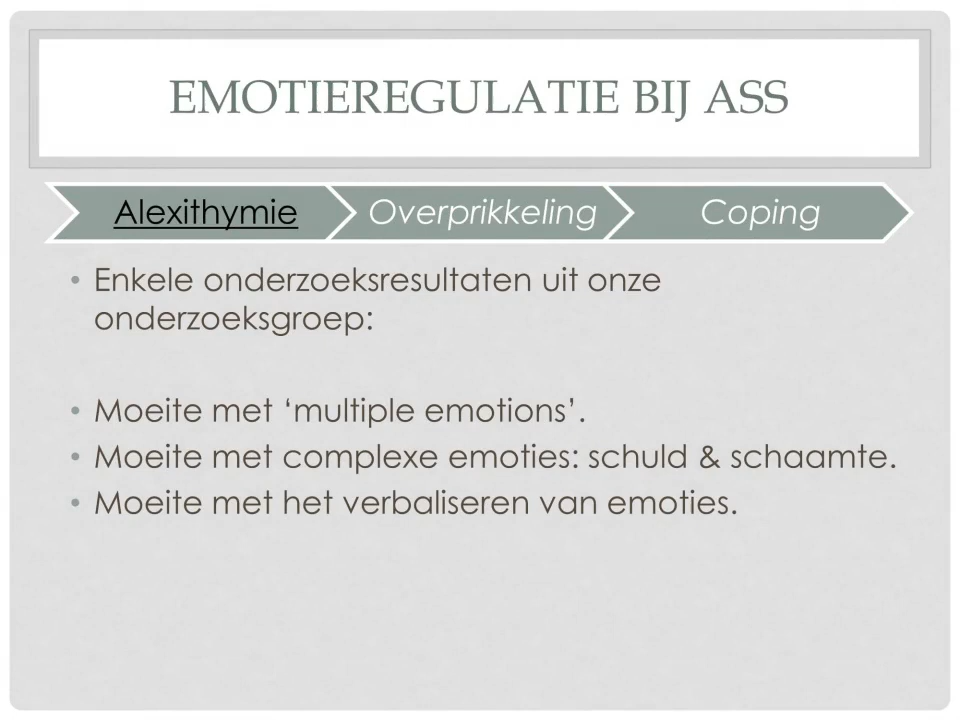 EMOTIEREGULATIE BIJ ASS
Alexithymie
Overprikkeling
Coping
• Enkele onderzoeksresultaten uit onze
onderzoeksgroep:
• Moeite met ‘multiple emotions’.
• Moeite met complexe emoties: schuld & schaamte.
• Moeite met het verbaliseren van emoties.